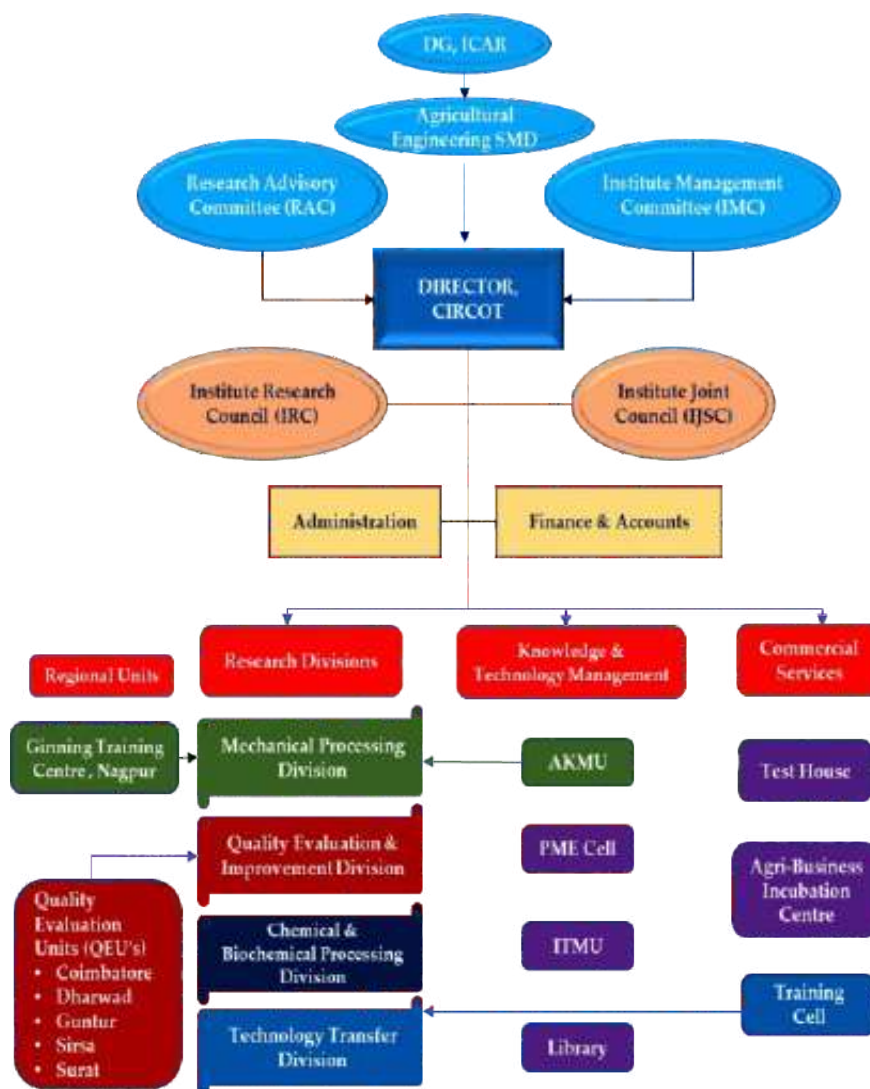 DG, ICAR
Agricultural
Engineering SMD
Research Advisory
Committee (RAC)
Institute Management
Committee (IMC)
DIRECTOR,
CIRCOT
Institute Research
Council (IRC)
Institute Joint
Council (IJSC)
Administration
Finance & Accounts
Regional Units
Research Divisions
Knowledge &
Technology Management
Commercial
Services
Ginning Training
Centre, Nagpur
Mechanical Processing
Division
AKMU
Test House
Quality Evaluation &
Improvement Division
PME Cell
Agri-Business
Incubation
Centre
Quality
Evaluation
Units (QEU's)
• Coimbatore
• Dharwad
• Guntur
• Sirsa
• Surat
Chemical &
Biochemical Processing
Division
ITMU
Technology Transfer
Division
Library
Training
Cell